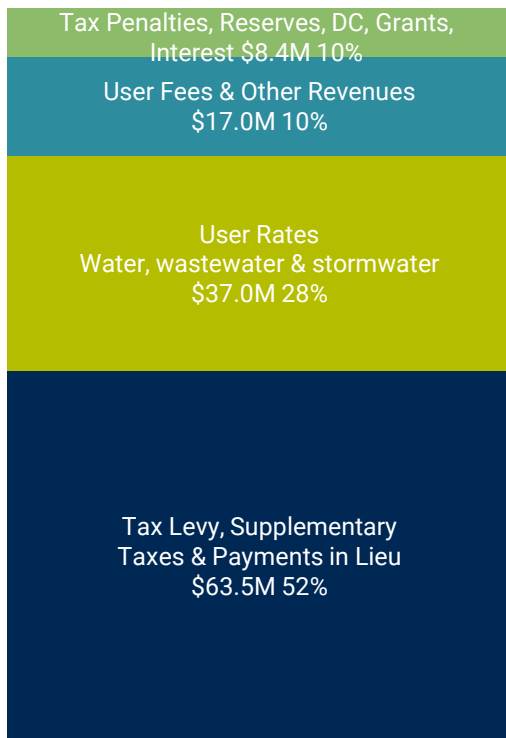 Tax Penalties, Reserves, DC, Grants,
Interest $8.4M 10%
User Fees & Other Revenues
$17.0M 10%
User Rates
Water, wastewater & stormwater
$37.0M 28%
Tax Levy, Supplementary
Taxes & Payments in Lieu
$63.5M 52%